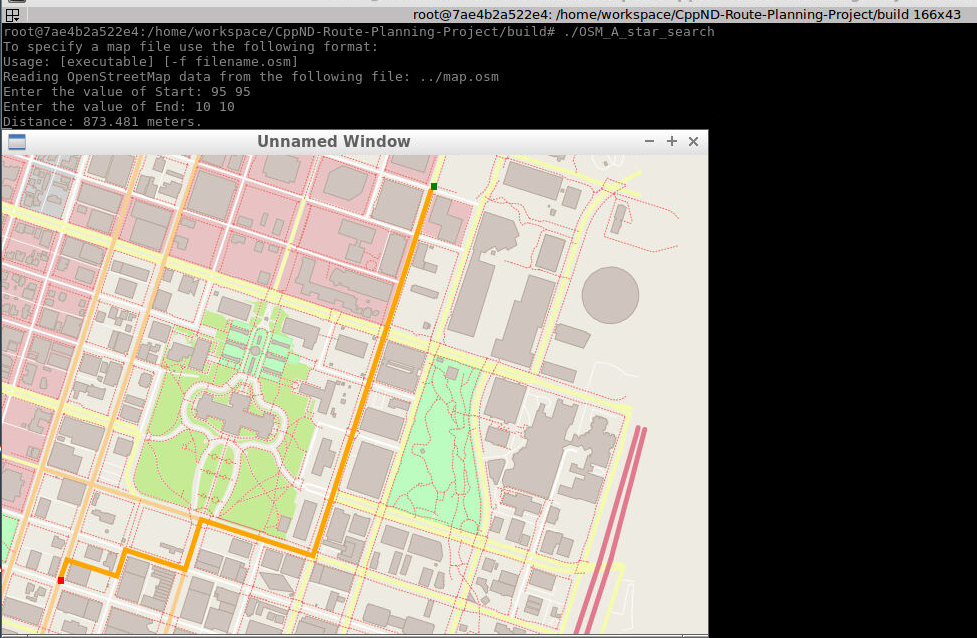 root@7ae4b2a522e4: /home/workspace/CppND-Route-Planning-Project/build 166x43
root@7ae4b2a522e4:/home/workspace/CppND-Route-Planning-Project/build# ./OSM_A_star_search
To specify a map file use the following format:
Usage: [executable] [-f filename.osm]
Reading OpenStreetMap data from the following file: ../map.osm
Enter the value of Start: 95 95
Enter the value of End: 10 10
Distance: 873.481 meters.
Unnamed Window